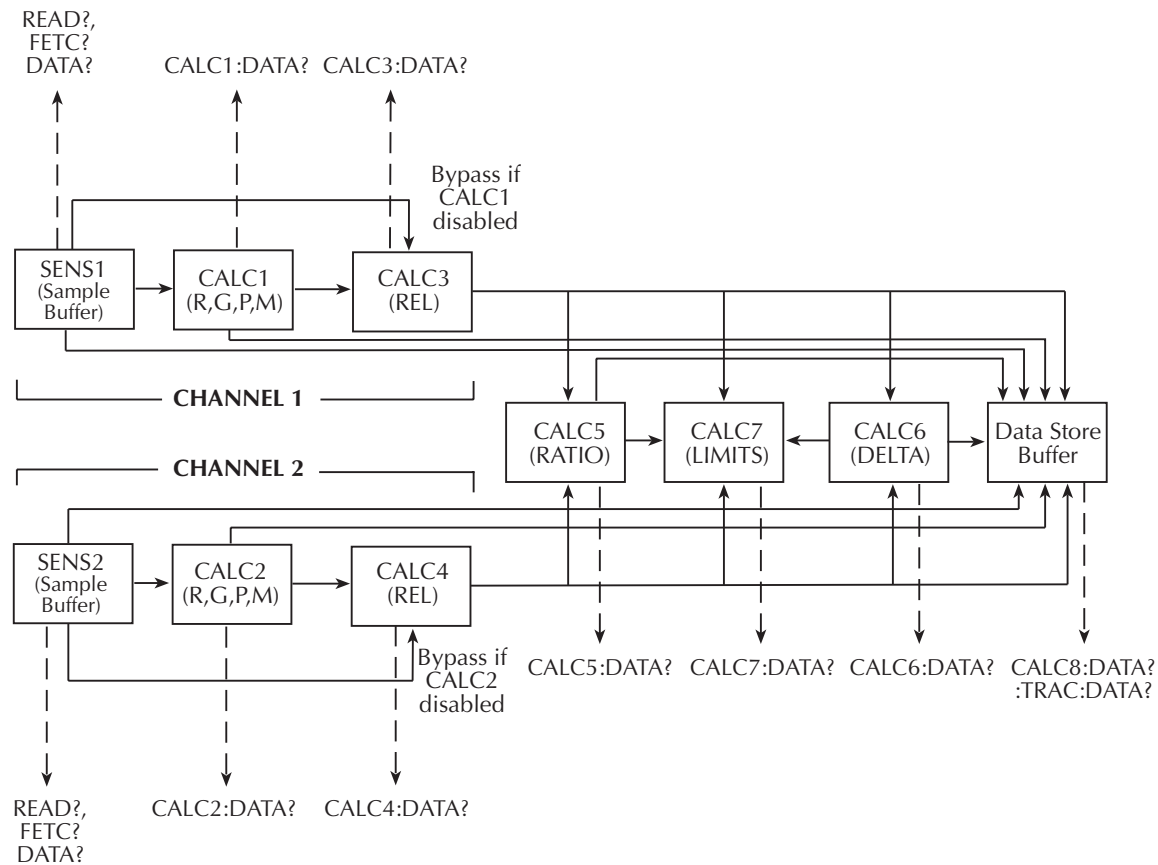 READ?,
FETC?
DATA?
CALC1:DATA?
CALC3:DATA?
Bypass if
CALC1
disabled
SENS1
(Sample
Buffer)
CALC1
(R,G,P,M)
CALC3
(REL)
CHANNEL 1
CALC5
(RATIO)
CALC7
(LIMITS)
CALC6
(DELTA)
Data Store
Buffer
CHANNEL 2
SENS2
(Sample
Buffer)
CALC2
(R,G,P,M)
CALC4
(REL)
Bypass if
CALC2
disabled
CALC5:DATA?
CALC7:DATA?
CALC6:DATA?
CALC8:DATA?
:TRAC:DATA?
READ?,
FETC?
DATA?
CALC2:DATA?
CALC4:DATA?